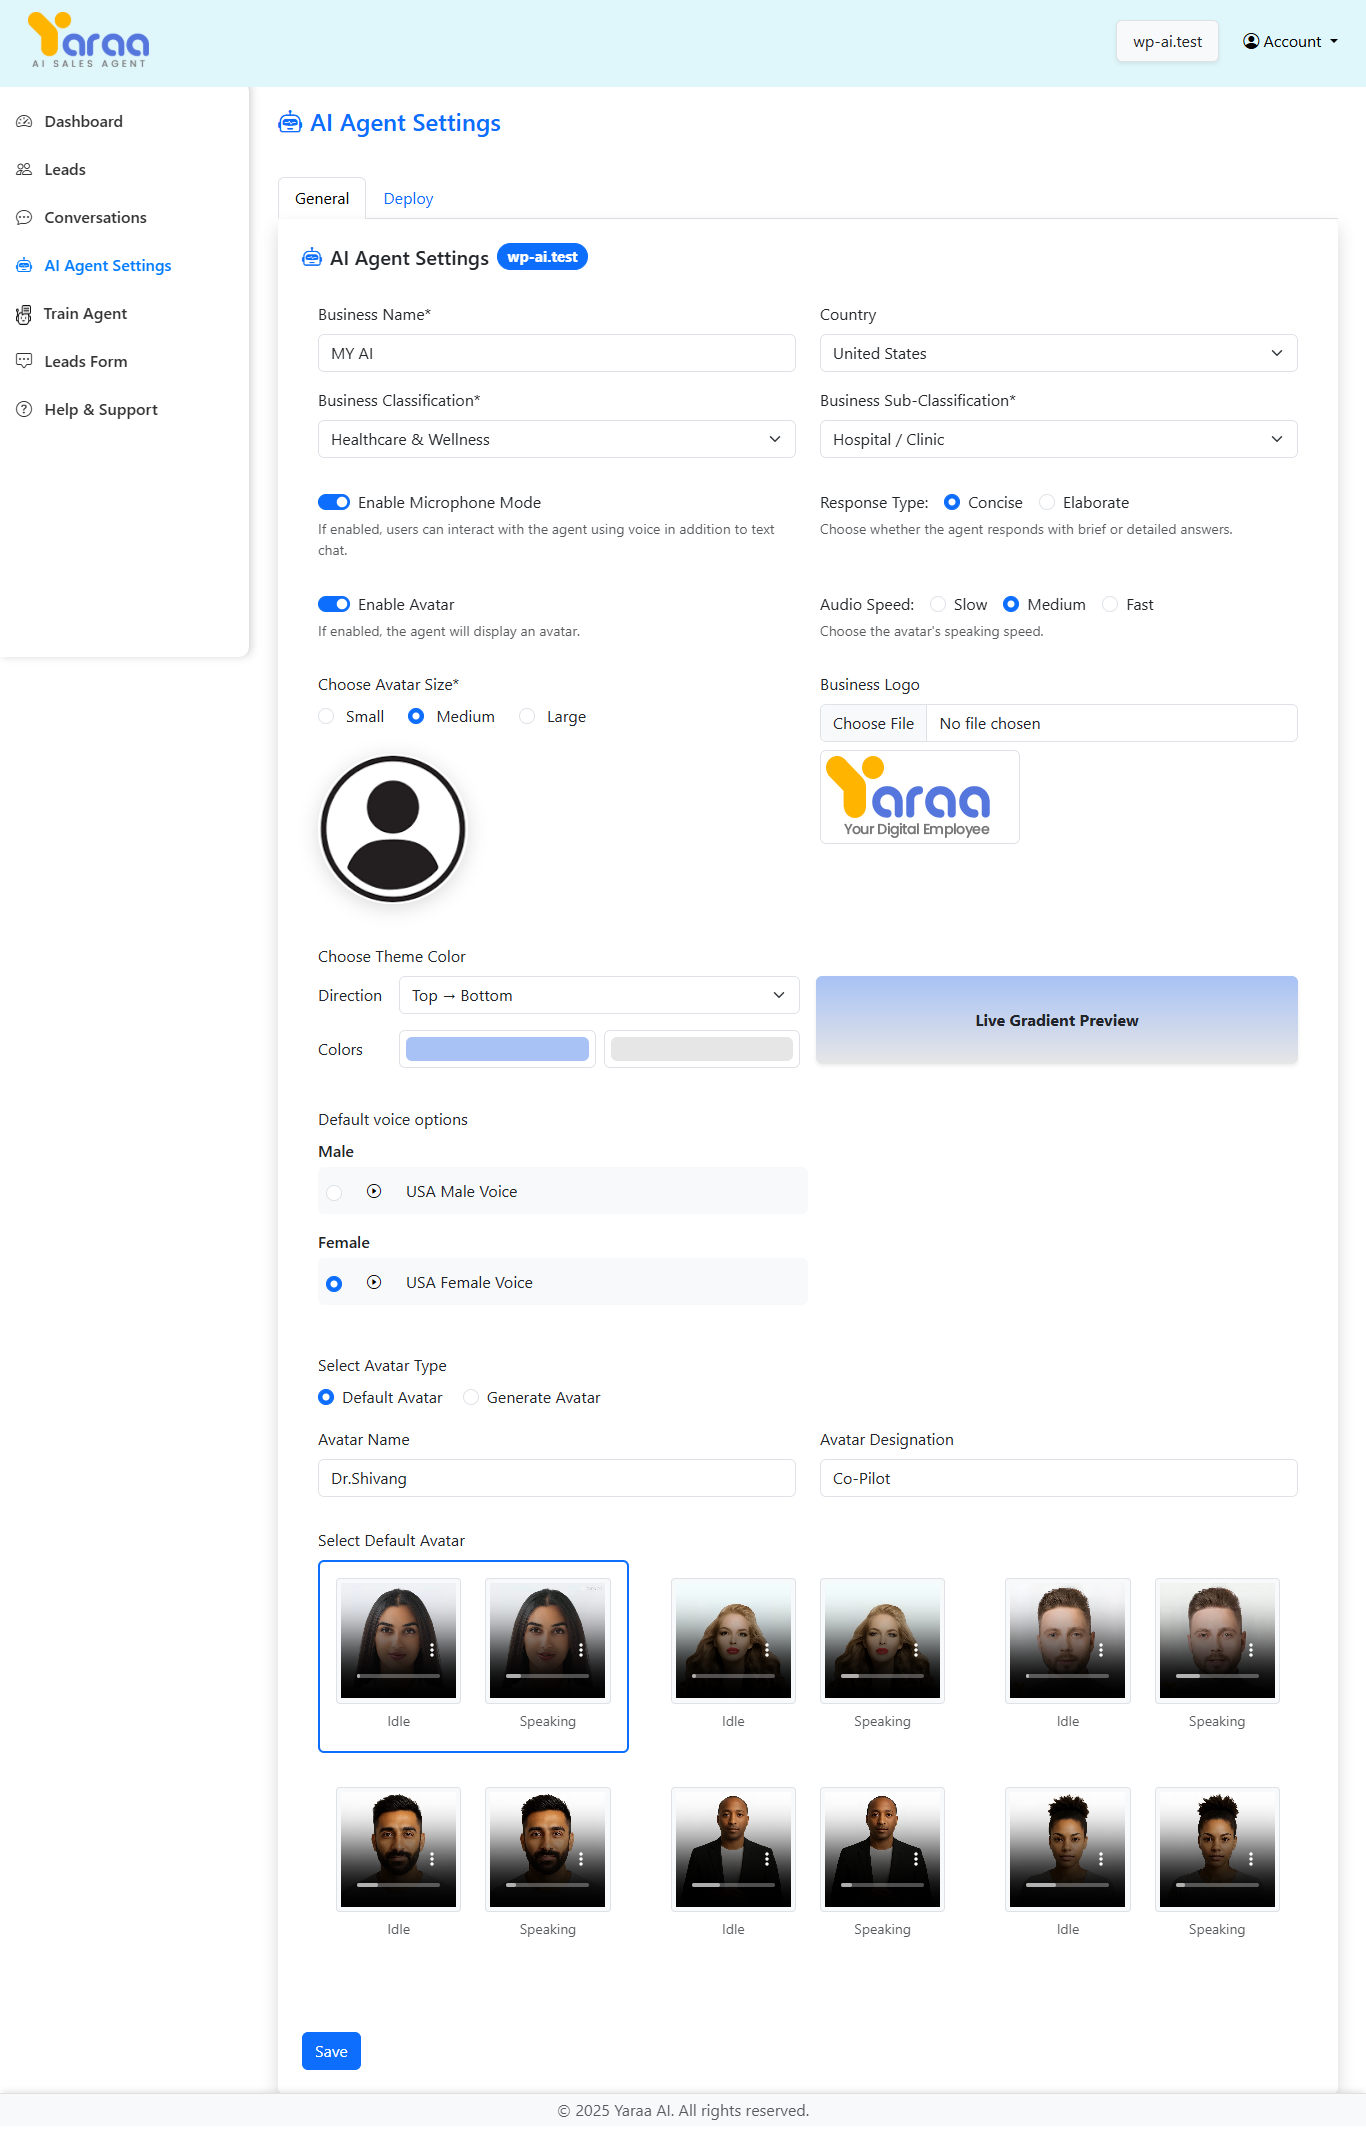 Yaraa
AI SALES AGENT
wp-ai.test
Account
Dashboard
Leads
Conversations
AI Agent Settings
Train Agent
Leads Form
Help & Support
AI Agent Settings
General
Deploy
AI Agent Settings wp-ai.test
Business Name*
MY AI
Country
United States
Business Classification*
Healthcare & Wellness
Business Sub-Classification*
Hospital / Clinic
Enable Microphone Mode
If enabled, users can interact with the agent using voice in addition to text
chat.
Response Type: Concise Elaborate
Choose whether the agent responds with brief or detailed answers.
Enable Avatar
If enabled, the agent will display an avatar.
Audio Speed: Slow Medium Fast
Choose the avatar's speaking speed.
Choose Avatar Size*
Small Medium Large
Business Logo
Choose File No file chosen
Yaraa
Your Digital Employee
Choose Theme Color
Direction Top → Bottom
Colors
Live Gradient Preview
Default voice options
Male
USA Male Voice
Female
USA Female Voice
Select Avatar Type
Default Avatar Generate Avatar
Avatar Name
Dr.Shivang
Avatar Designation
Co-Pilot
Select Default Avatar
Idle Speaking Idle Speaking Idle Speaking
Idle Speaking Idle Speaking Idle Speaking
Save
© 2025 Yaraa AI. All rights reserved.